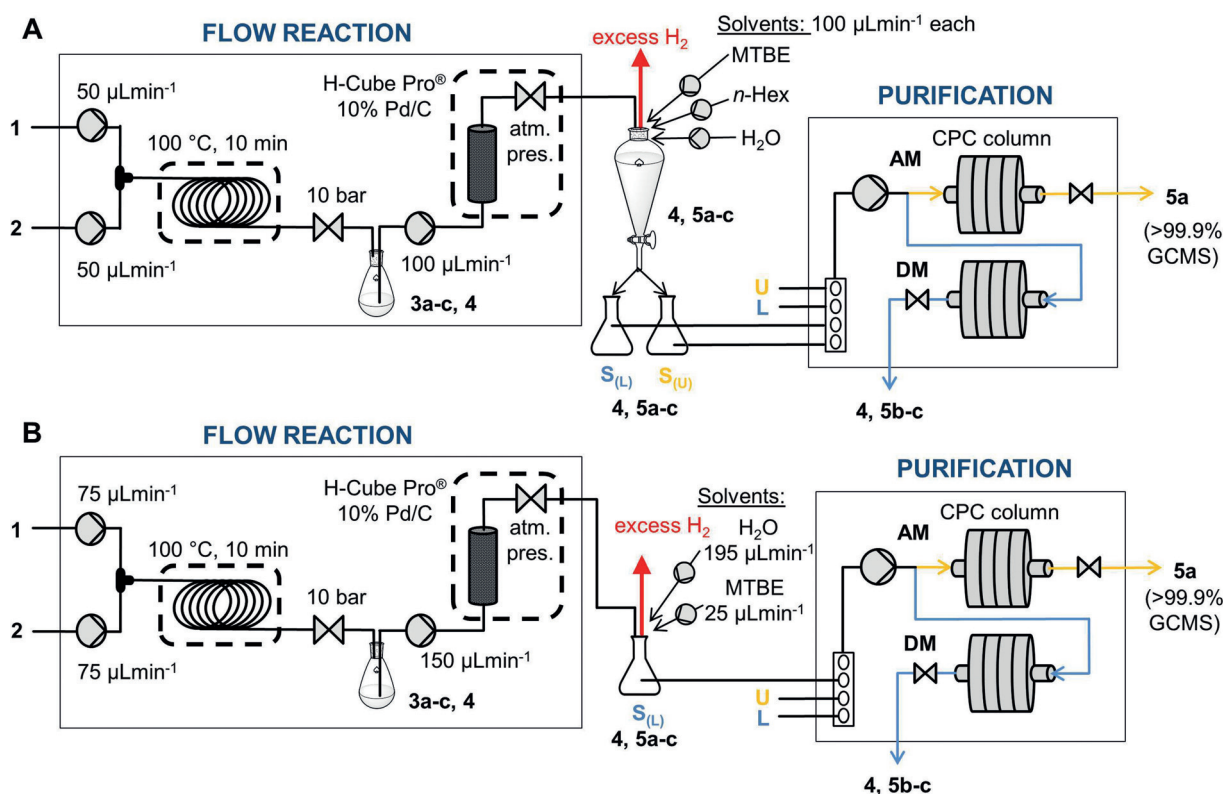 A
FLOW REACTION
50 µLmin-1
1
100 °C, 10 min
10 bar
2
50 µLmin-1
3a-c, 4
100 µLmin-1
H-Cube Pro®
10% Pd/C
atm.
pres.
excess H2
Solvents: 100 µLmin-1 each
MTBE
n-Hex
H2O
4, 5a-c
S(L)
S(U)
4, 5a-c
PURIFICATION
CPC column
AM
5a
(>99.9%
GCMS)
DM
U
L
4, 5b-c
B
FLOW REACTION
75 µLmin-1
1
100 °C, 10 min
10 bar
2
75 µLmin-1
3a-c, 4
150 µLmin-1
H-Cube Pro®
10% Pd/C
atm.
pres.
excess H2
Solvents:
H2O
195 µLmin-1
MTBE
25 µLmin-1
S(L)
4, 5a-c
PURIFICATION
CPC column
AM
5a
(>99.9%
GCMS)
DM
U
L
4, 5b-c